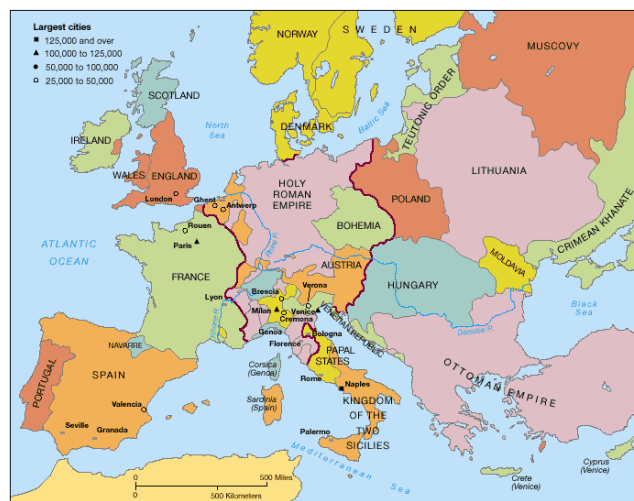 Largest cities
125,000 and over
100,000 to 125,000
50,000 to 100,000
25,000 to 50,000
NORWAY
SWEDEN
MUSCOVY
SCOTLAND
North
Sea
DENMARK
Baltic Sea
TEUTONIC ORDER
IRELAND
WALES
ENGLAND
London
LITHUANIA
HOLY
ROMAN
EMPIRE
POLAND
Ghent
Antwerp
BOHEMIA
CRIMEAN KHANATE
Rouen
Paris
Rhine R.
ATLANTIC
OCEAN
AUSTRIA
MOLDAVIA
FRANCE
HUNGARY
Brescia
Verona
Lyon
Milan
Venice
Cremona
VENETIAN REPUBLIC
Black
Sea
Danube R.
Rhône R.
Genoa
Bologna
NAVARRE
Florence
PAPAL
STATES
Corsica
(Genoa)
OTTOMAN EMPIRE
PORTUGAL
SPAIN
Rome
Naples
Valencia
Sardinia
(Spain)
KINGDOM
OF THE
TWO
SICILIES
Seville
Granada
Palermo
Mediterranean Sea
Cyprus
(Venice)
Crete
(Venice)
0
500 Miles
0
500 Kilometers